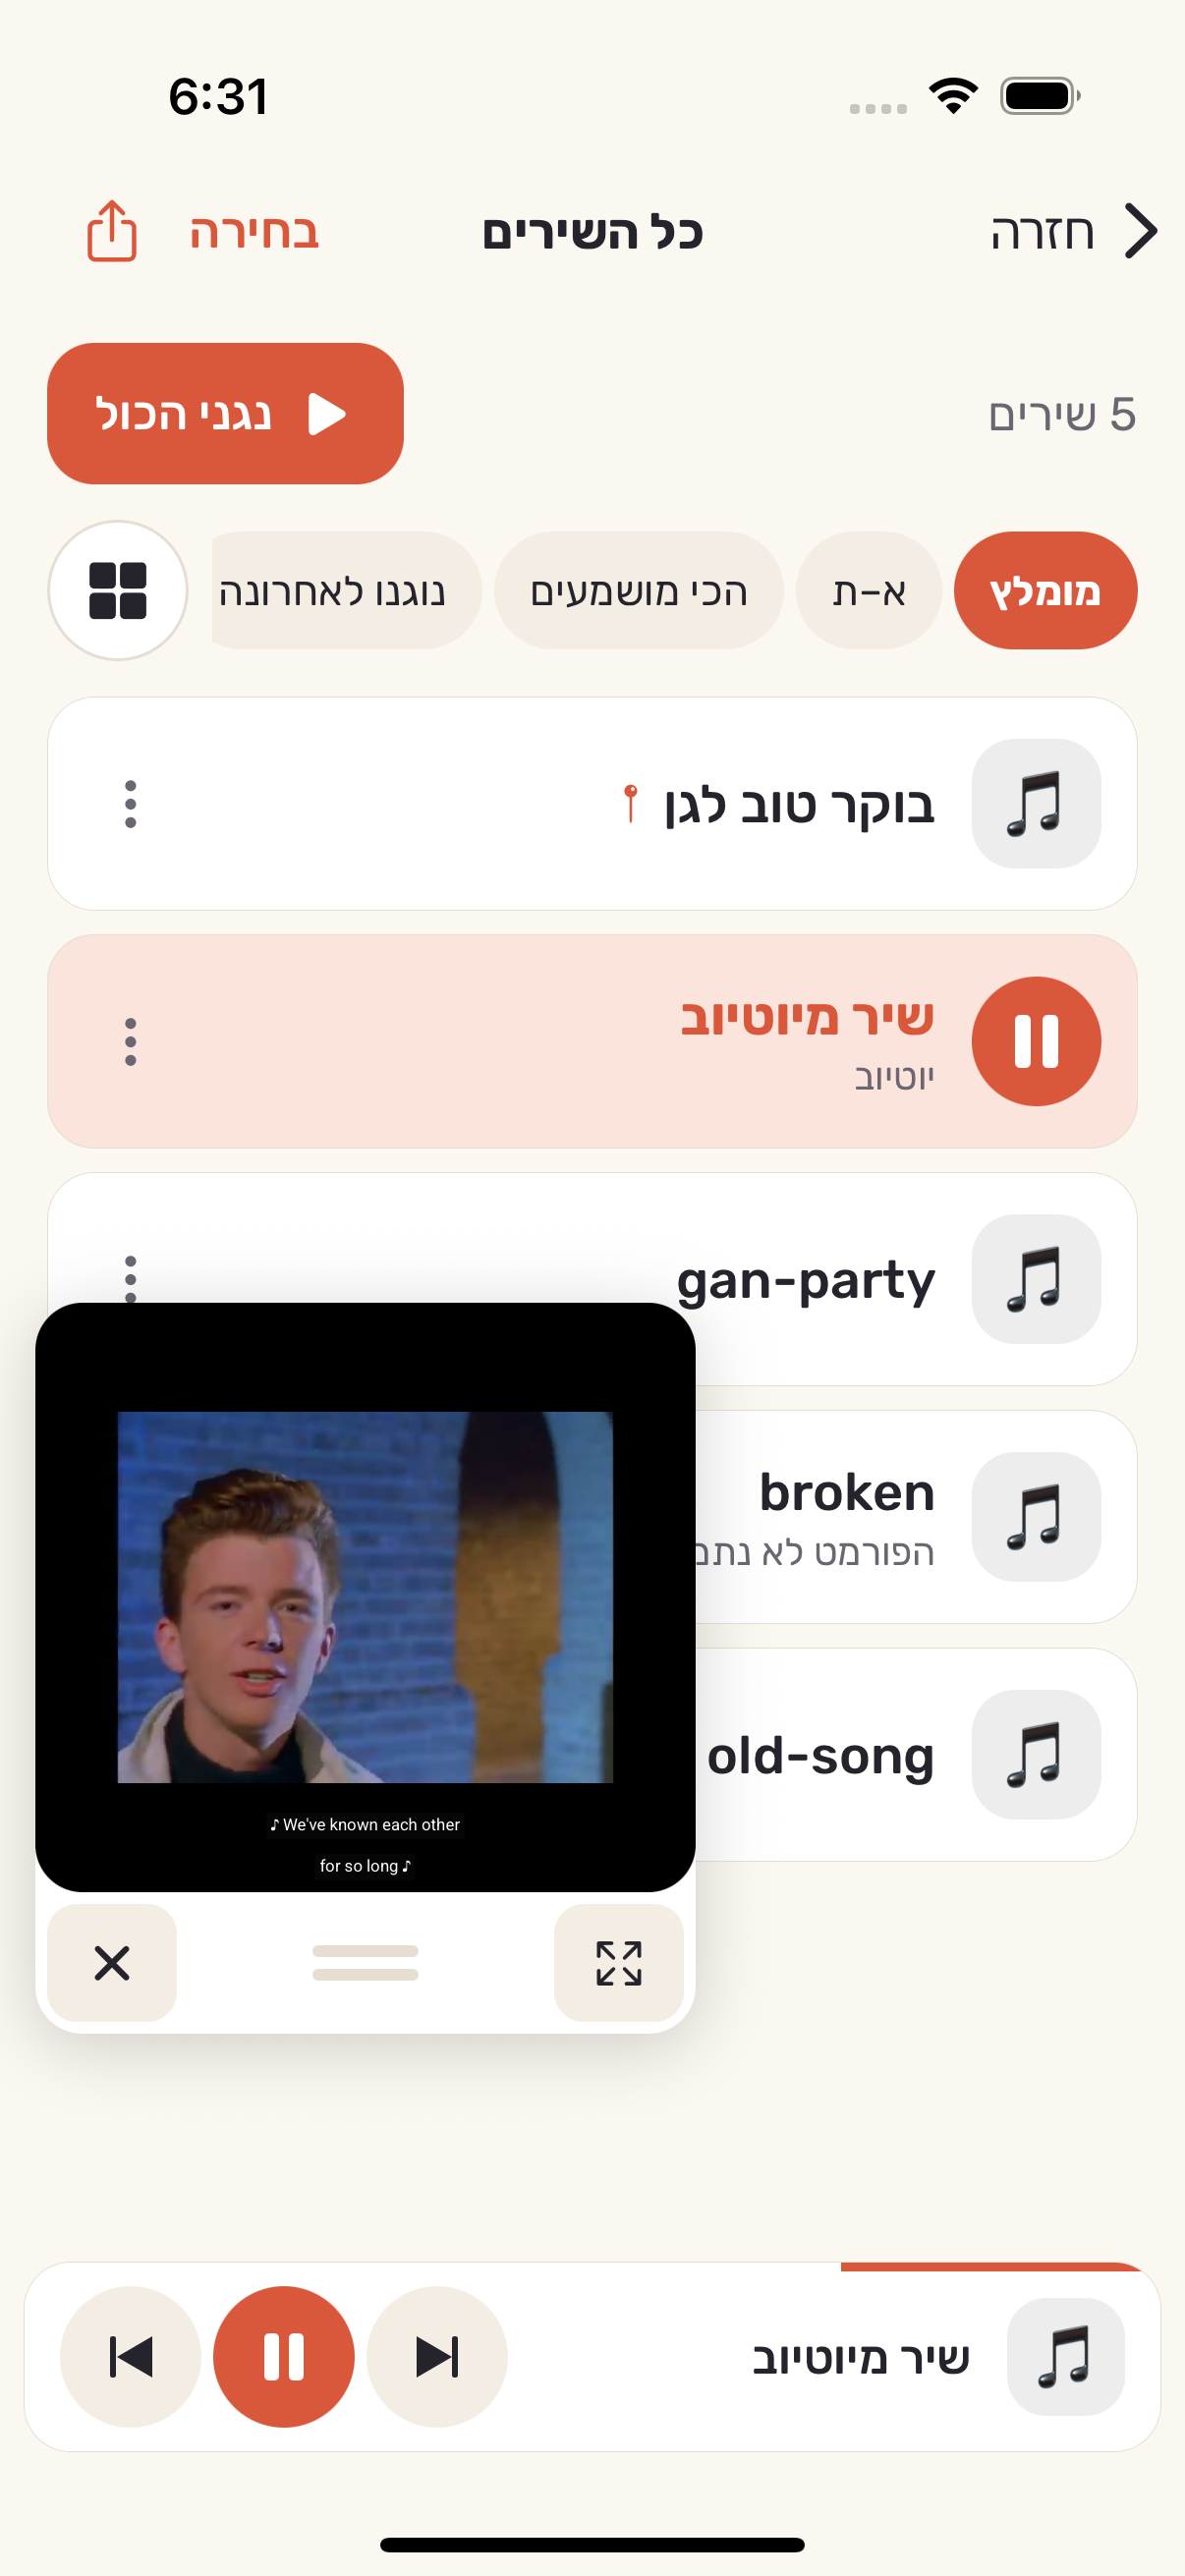 6:31
חזרה
כל השירים
בחירה
5 שירים
נגני הכול
מומלץ
א–ת
הכי מושמעים
נוגנו לאחרונה
בוקר טוב לגן
שיר מיוטיוב
יוטיוב
gan-party
broken
הפורמט לא
old-song
♪ We've known each other
for so long ♪
שיר מיוטיוב